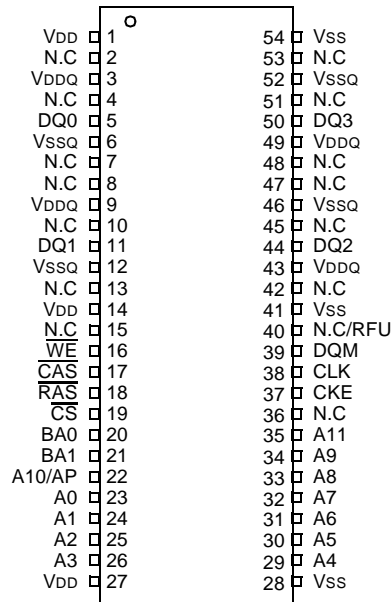 VDD 1 54 VSS
N.C 2 53 N.C
VDDQ 3 52 VSSQ
N.C 4 51 N.C
DQ0 5 50 DQ3
VSSQ 6 49 VDDQ
N.C 7 48 N.C
N.C 8 47 N.C
VDDQ 9 46 VSSQ
N.C 10 45 N.C
DQ1 11 44 DQ2
VSSQ 12 43 VDDQ
N.C 13 42 N.C
VDD 14 41 VSS
N.C 15 40 N.C/RFU
WE 16 39 DQM
CAS 17 38 CLK
RAS 18 37 CKE
CS 19 36 N.C
BA0 20 35 A11
BA1 21 34 A9
A10/AP 22 33 A8
A0 23 32 A7
A1 24 31 A6
A2 25 30 A5
A3 26 29 A4
VDD 27 28 VSS